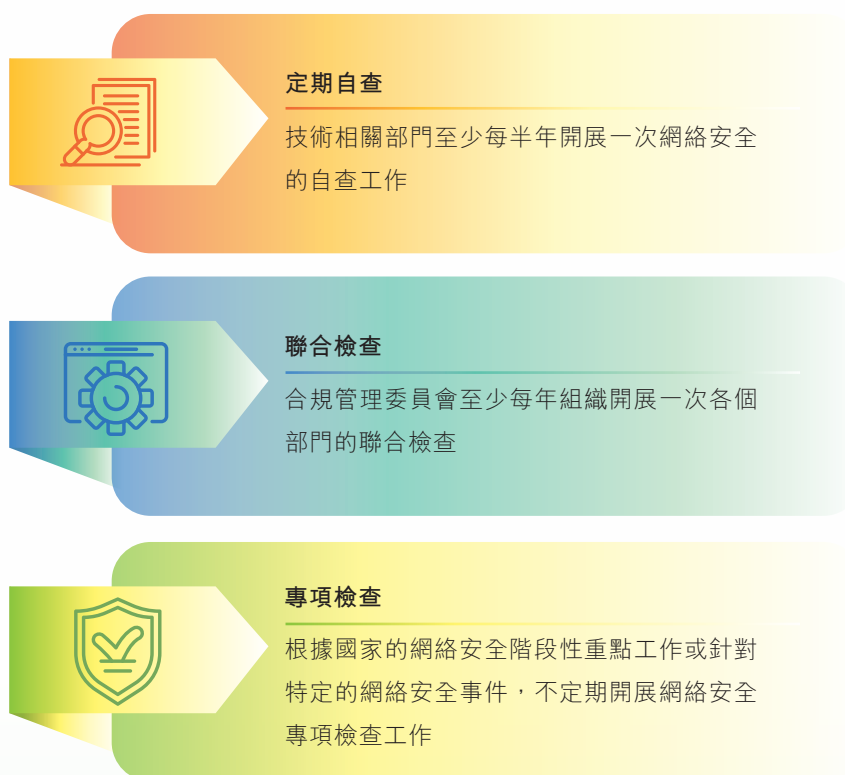 定期自查
技術相關部門至少每半年開展一次網絡安全
的自查工作
聯合檢查
合規管理委員會至少每年組織開展一次各個
部門的聯合檢查
專項檢查
根據國家的網絡安全階段性重點工作或針對
特定的網絡安全事件，不定期開展網絡安全
專項檢查工作